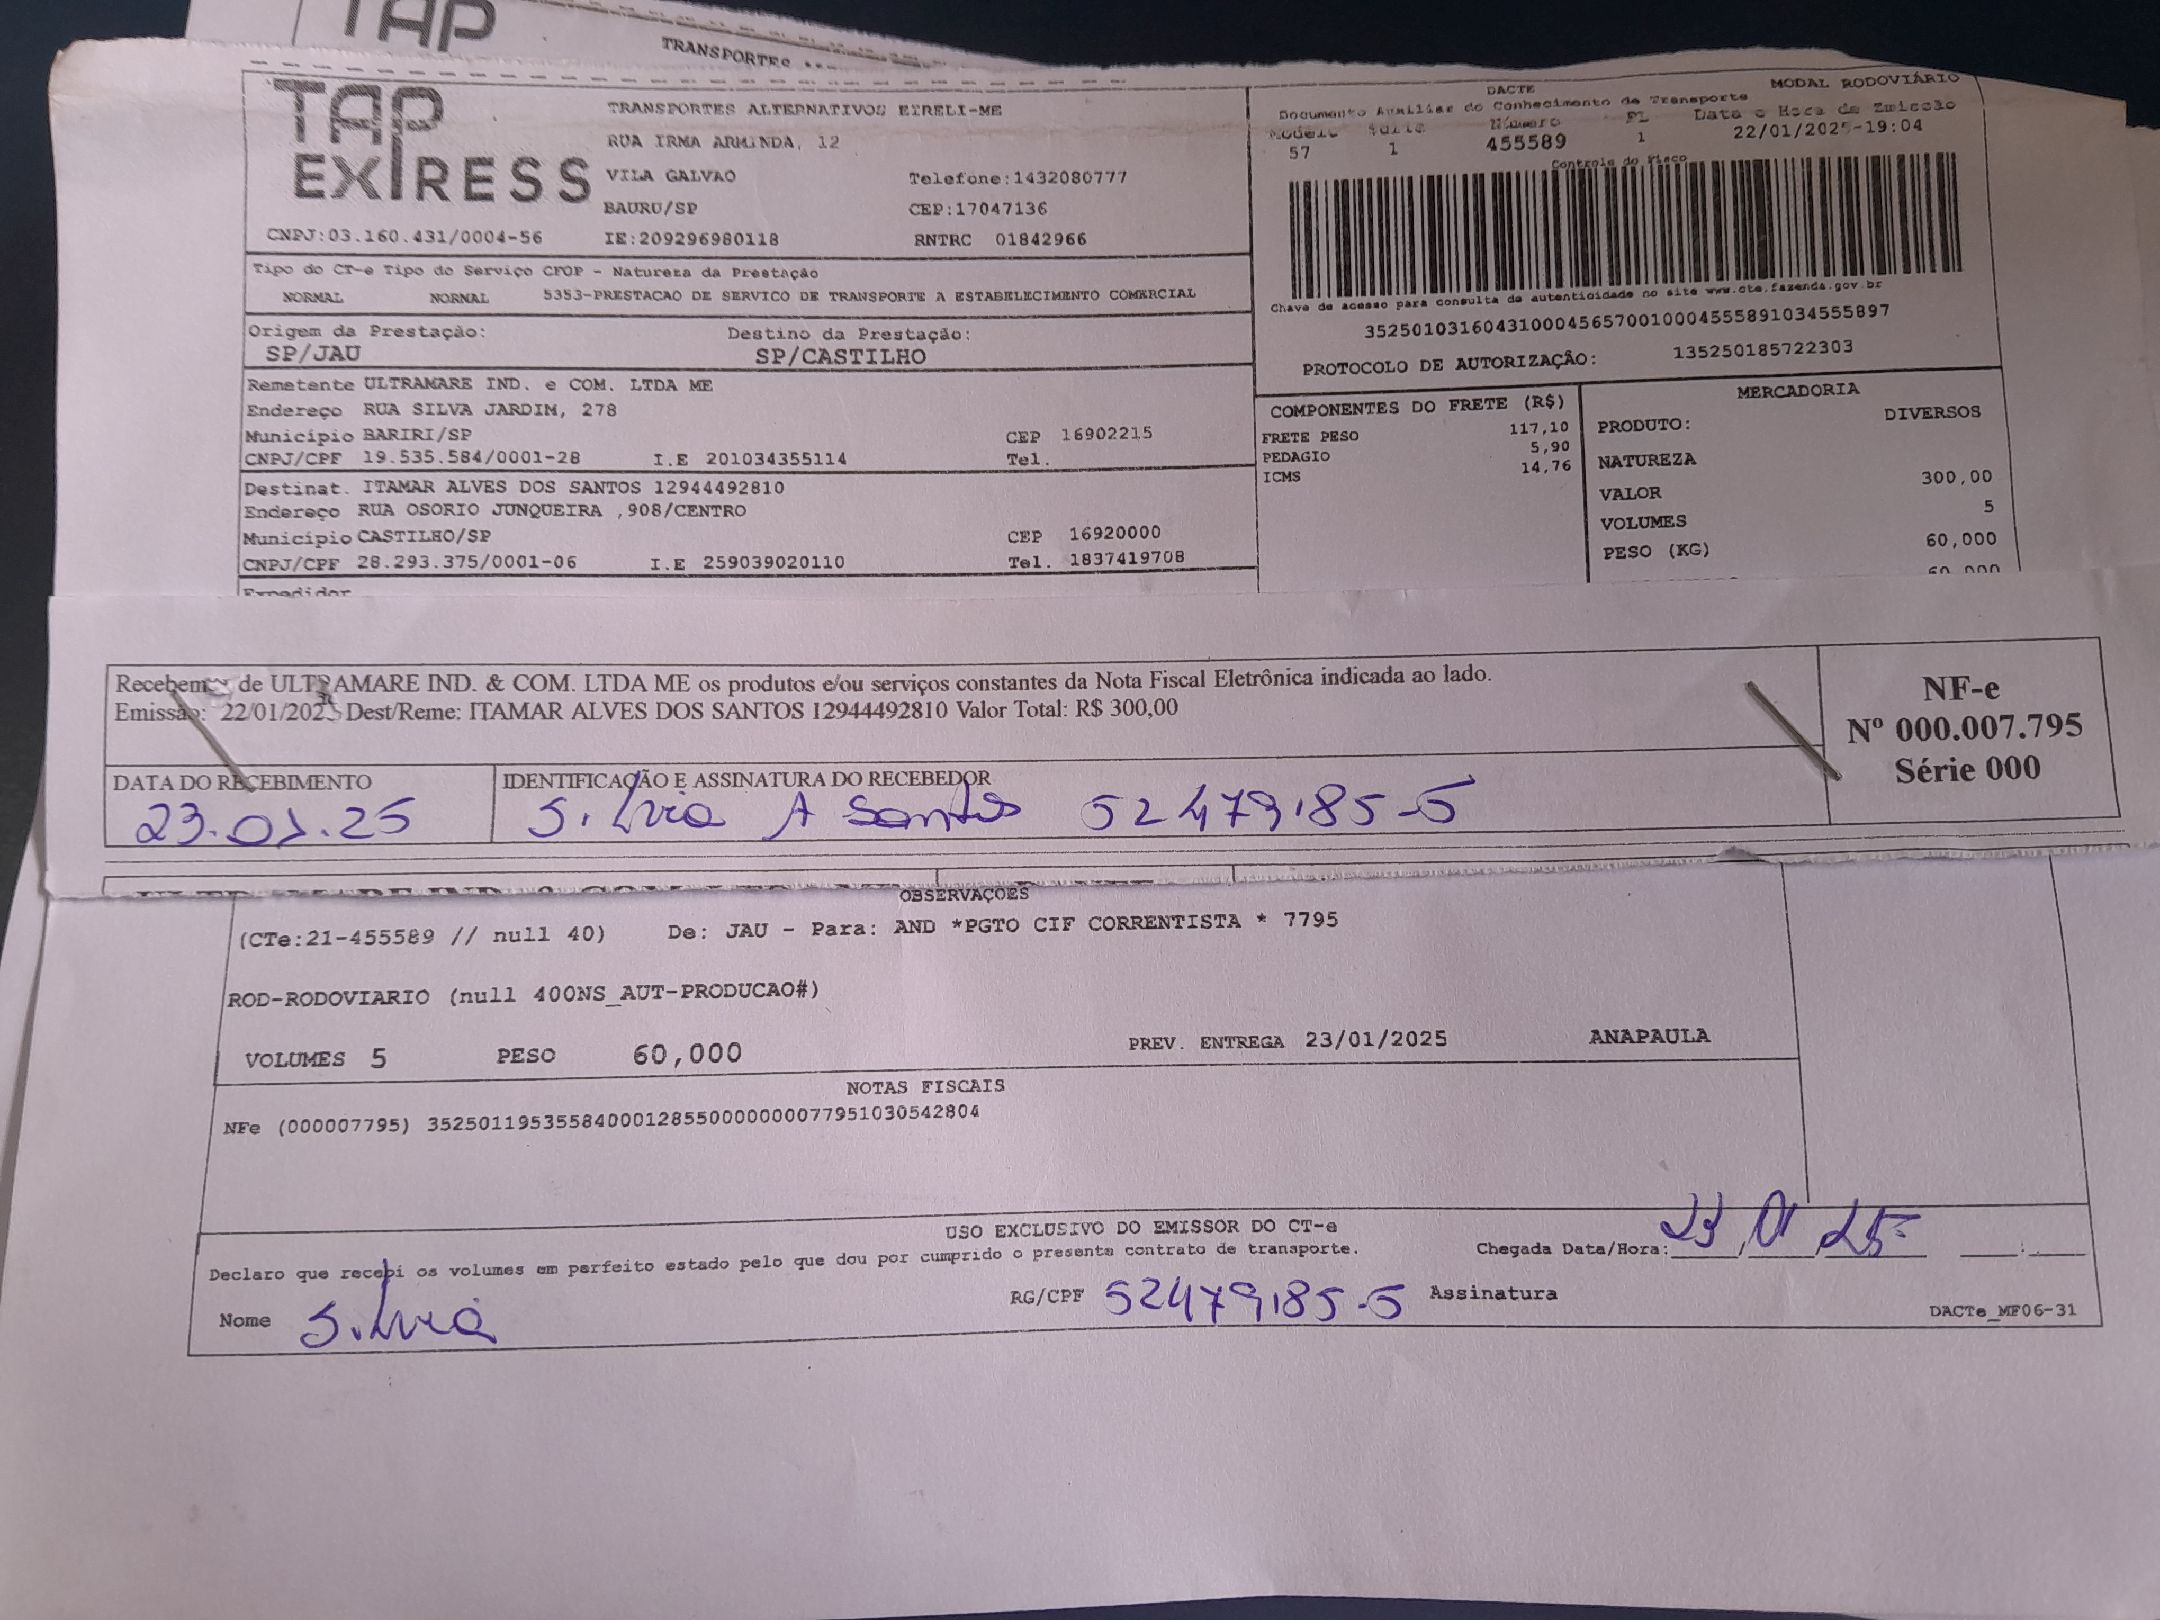 TAP
TRANSPORTES
TAP EXPRESS
TRANSPORTES ALTERNATIVOS EIRELI-ME
RUA IRMA ARMINDA, 12
VILA GALVAO Telefone:1432080777
BAURU/SP CEP:17047136
CNPJ:03.160.431/0004-56 IE:209296980118 RNTRC 01842966
DACTE MODAL RODOVIÁRIO
Documento Auxiliar do Conhecimento de Transporte
Modelo Série Número FL Data e Hora de Emissão
57 1 455589 1 22/01/2025-19:04
Controle do Fisco
Chave de acesso para consulta de autenticidade no site www.cte.fazenda.gov.br
35250103160431000456570010004555891034555897
PROTOCOLO DE AUTORIZAÇÃO: 135250185722303
Tipo do CT-e Tipo do Serviço CFOP - Natureza da Prestação
NORMAL NORMAL 5353-PRESTACAO DE SERVICO DE TRANSPORTE A ESTABELECIMENTO COMERCIAL
Origem da Prestação: Destino da Prestação:
SP/JAU SP/CASTILHO
Remetente ULTRAMARE IND. e COM. LTDA ME
Endereço RUA SILVA JARDIM, 278
Município BARIRI/SP CEP 16902215
CNPJ/CPF 19.535.584/0001-28 I.E 201034355114 Tel.
Destinat. ITAMAR ALVES DOS SANTOS 12944492810
Endereço RUA OSORIO JUNQUEIRA ,908/CENTRO
Município CASTILHO/SP CEP 16920000
CNPJ/CPF 28.293.375/0001-06 I.E 259039020110 Tel. 1837419708
Expedidor
COMPONENTES DO FRETE (R$)
FRETE PESO 117,10
PEDAGIO 5,90
ICMS 14,76
MERCADORIA
PRODUTO: DIVERSOS
NATUREZA
VALOR 300,00
VOLUMES 5
PESO (KG) 60,000
60,000
Recebemos de ULTRAMARE IND. & COM. LTDA ME os produtos e/ou serviços constantes da Nota Fiscal Eletrônica indicada ao lado.
Emissão: 22/01/2025 Dest/Reme: ITAMAR ALVES DOS SANTOS 12944492810 Valor Total: R$ 300,00
DATA DO RECEBIMENTO IDENTIFICAÇÃO E ASSINATURA DO RECEBEDOR
23.01.25 Silvia A Santos 52479185-5
NF-e
Nº 000.007.795
Série 000
OBSERVAÇOES
(CTe:21-455589 // null 40) De: JAU - Para: AND *PGTO CIF CORRENTISTA * 7795
ROD-RODOVIARIO (null 400NS_AUT-PRODUCAO#)
VOLUMES 5 PESO 60,000 PREV. ENTREGA 23/01/2025 ANAPAULA
NOTAS FISCAIS
NFe (000007795) 35250119535584000128550000000077951030542804
USO EXCLUSIVO DO EMISSOR DO CT-e
Declaro que recebi os volumes em perfeito estado pelo que dou por cumprido o presente contrato de transporte. Chegada Data/Hora: 23/01/25 :
Nome Silvia RG/CPF 52479185-5 Assinatura
DACTe_MF06-31